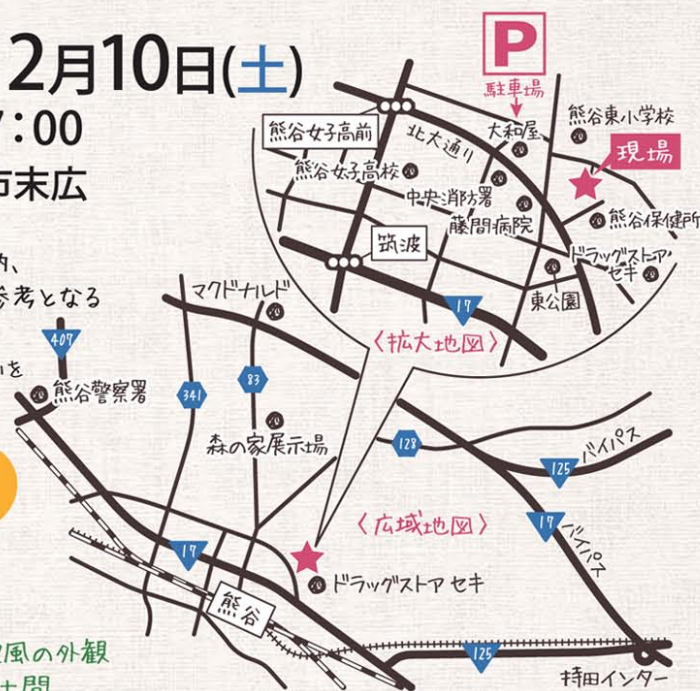 2月10日(土)
:00
市末広
、
参考となる
を
P
駐車場
熊谷女子高前
北大通り
大和屋
熊谷東小学校
現場
熊谷女子高校
中央消防署
藤間病院
熊谷保健所
筑波
ドラッグストア
セキ
東公園
17
〈拡大地図〉
マクドナルド
407
熊谷警察署
341
83
森の家展示場
128
125
バイパス
17
バイパス
〈広域地図〉
17
ドラッグストア セキ
熊谷
125
持田インター
風の外観
土間